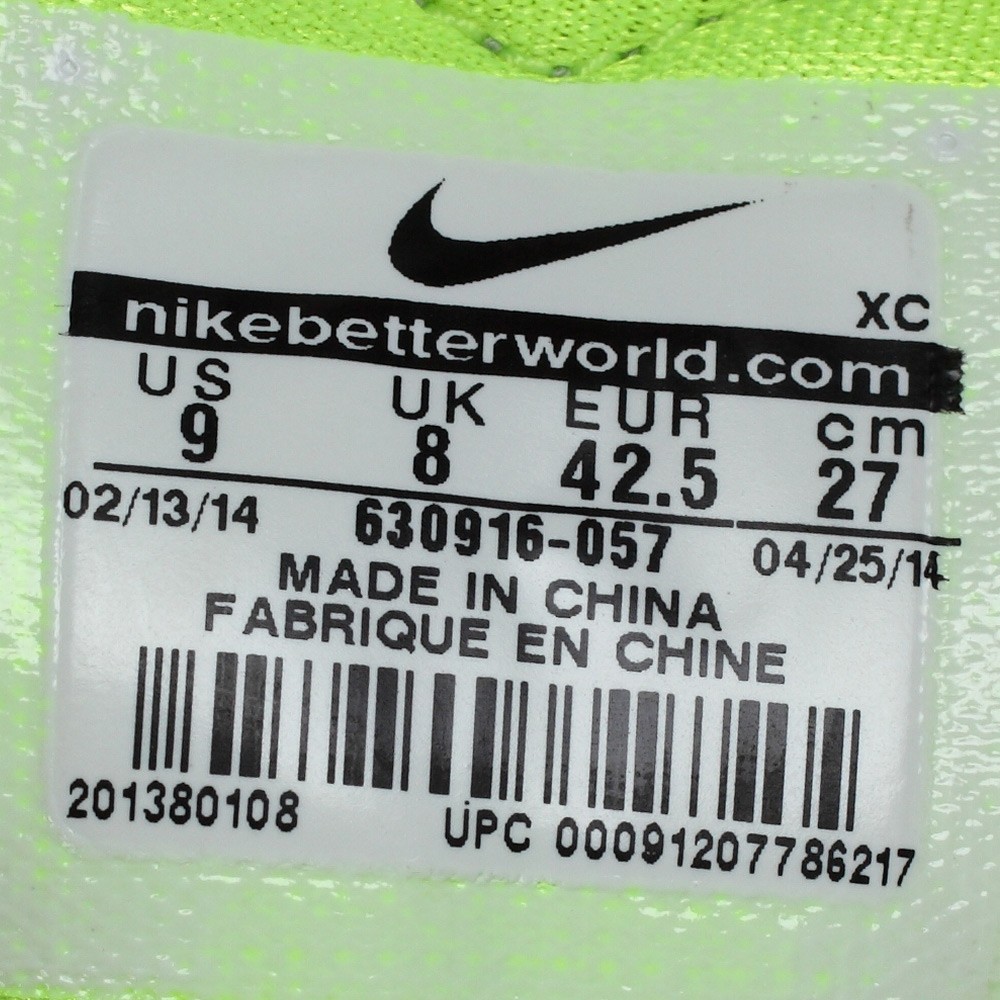 XC
nikebetterworld.com
US UK EUR cm
9 8 42.5 27
02/13/14 630916-057 04/25/14
MADE IN CHINA
FABRIQUE EN CHINE
201380108 UPC 00091207786217